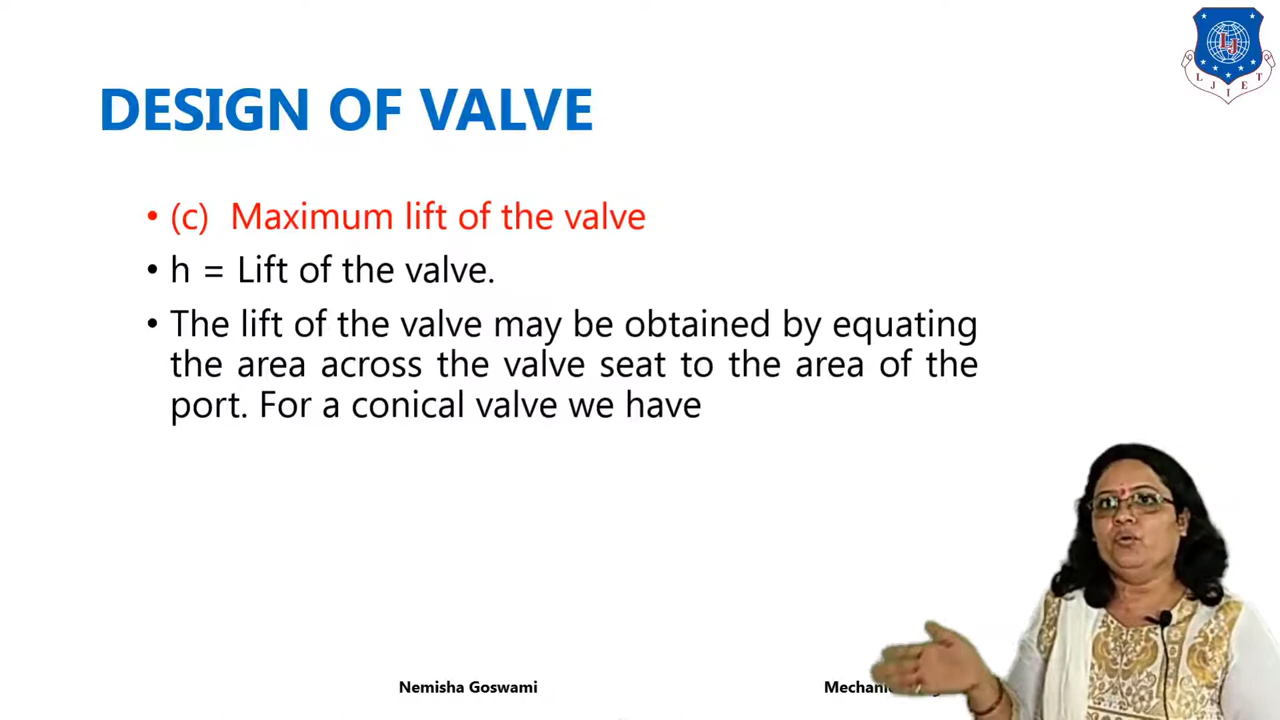 LJ
LJIET
DESIGN OF VALVE
• (c) Maximum lift of the valve
• h = Lift of the valve.
• The lift of the valve may be obtained by equating
the area across the valve seat to the area of the
port. For a conical valve we have
Nemisha Goswami